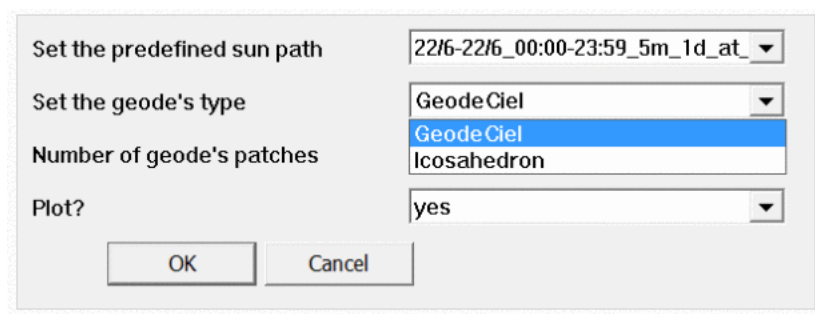 Set the predefined sun path 22/6-22/6_00:00-23:59_5m_1d_at_
Set the geode's type GeodeCiel
GeodeCiel
Number of geode's patches Icosahedron
Plot? yes
OK Cancel